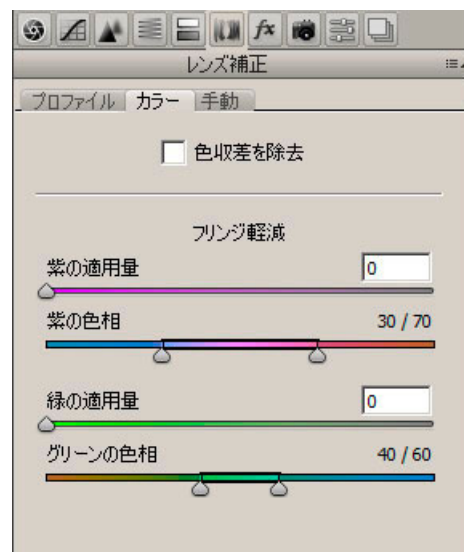 fx
レンズ補正
プロファイル カラー 手動
色収差を除去
フリンジ軽減
紫の適用量 0
紫の色相 30 / 70
緑の適用量 0
グリーンの色相 40 / 60